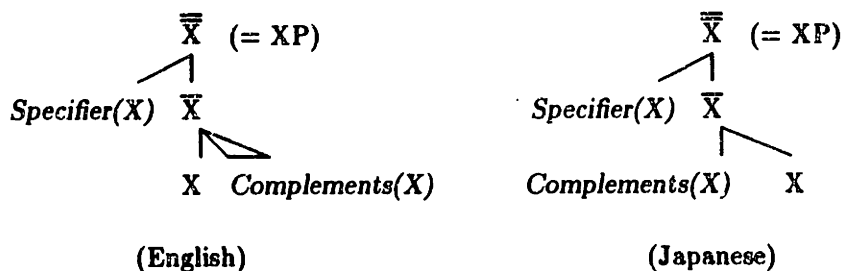 X̿ (= XP) X̿ (= XP)
Specifier(X) X̅ Specifier(X) X̅
X Complements(X) Complements(X) X
(English) (Japanese)